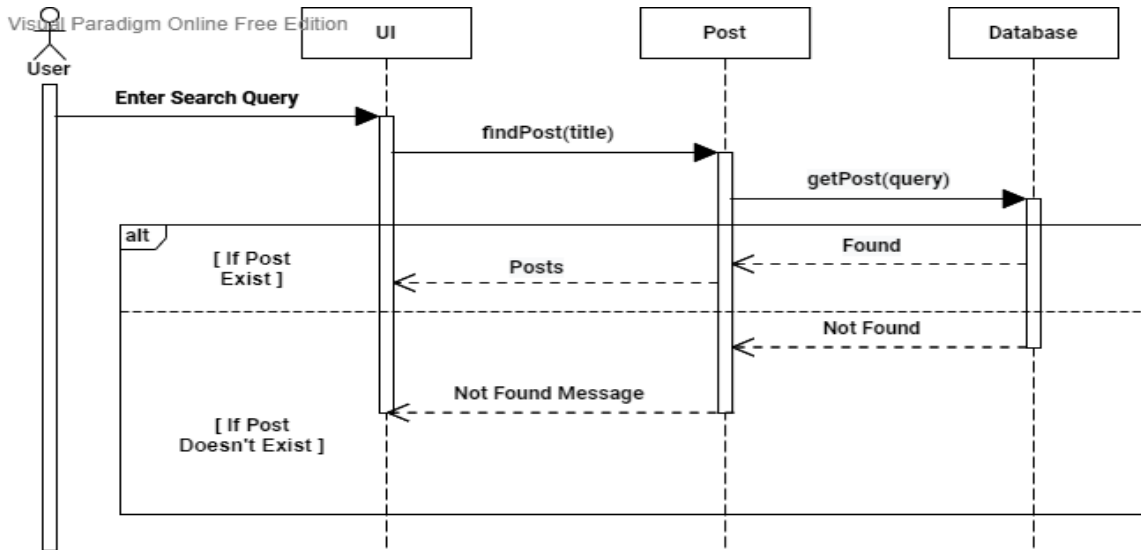 Visual Paradigm Online Free Edition
UI
Post
Database
User
Enter Search Query
findPost(title)
getPost(query)
alt
[ If Post
Exist ]
Found
Posts
Not Found
Not Found Message
[ If Post
Doesn't Exist ]